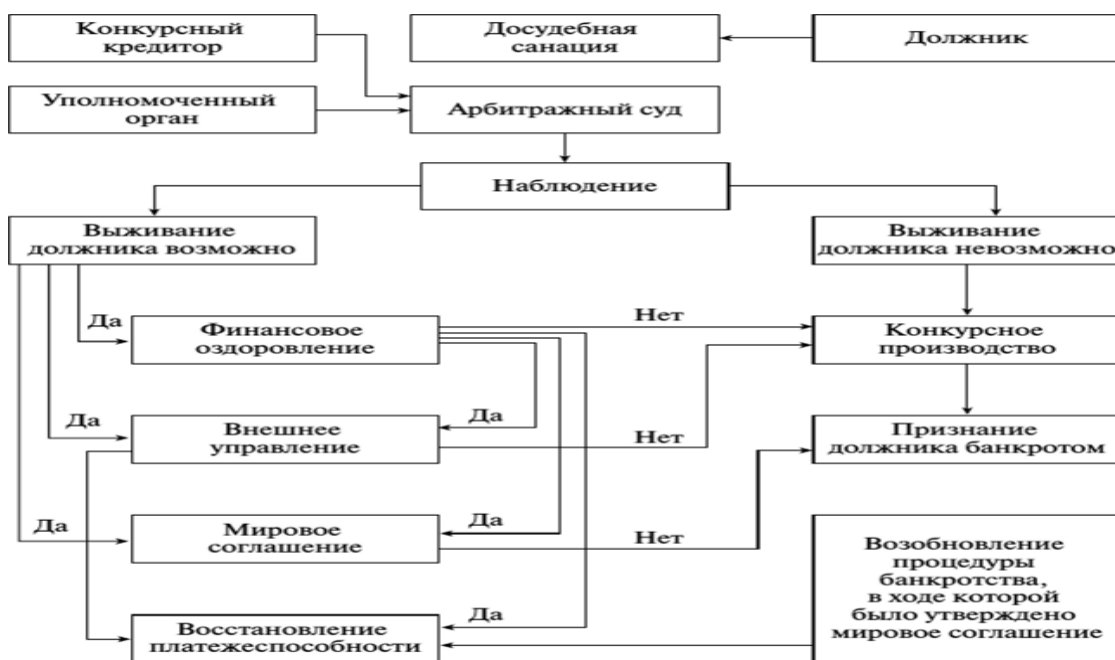 Конкурсный
кредитор
Досудебная
санация
Должник
Уполномоченный
орган
Арбитражный суд
Наблюдение
Выживание
должника возможно
Выживание
должника невозможно
Да
Финансовое
оздоровление
Нет
Конкурсное
производство
Да
Внешнее
управление
Да
Нет
Признание
должника банкротом
Да
Мировое
соглашение
Да
Нет
Возобновление
процедуры
банкротства,
в ходе которой
было утверждено
мировое соглашение
Да
Восстановление
платежеспособности